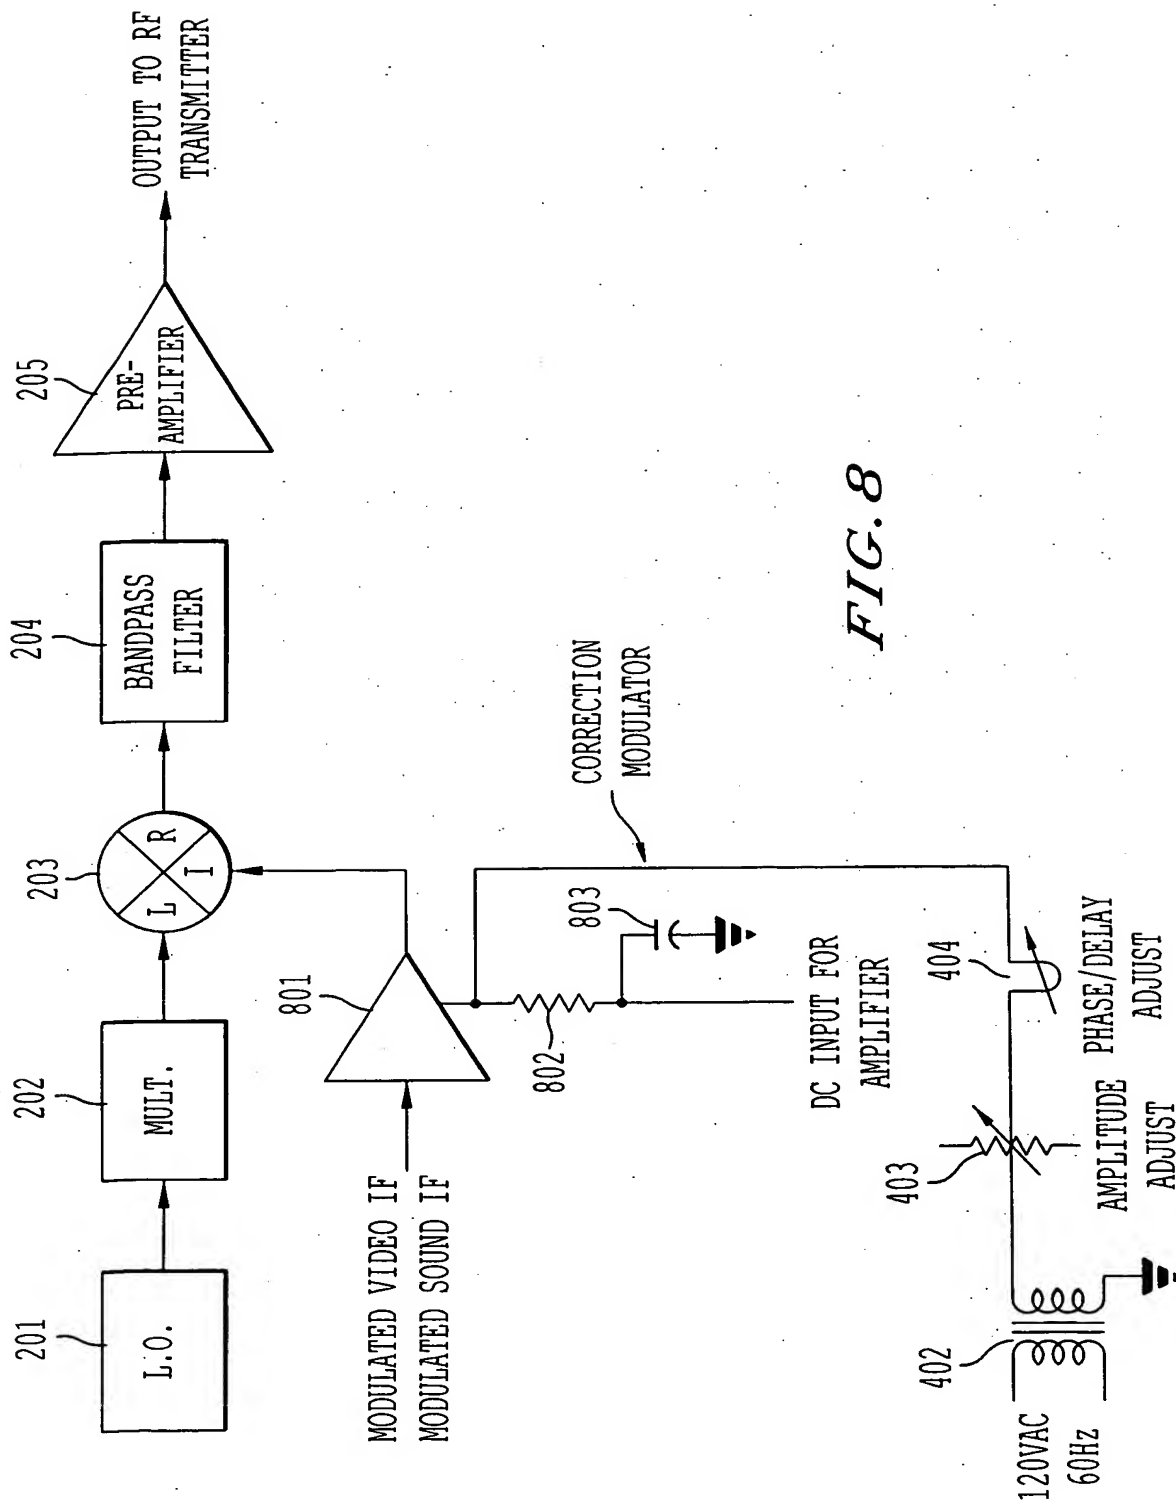 OUTPUT TO RF
TRANSMITTER
205
PRE-
AMPLIFIER
204
BANDPASS
FILTER
203
L
R
I
202
MULT.
201
L.O.
801
MODULATED VIDEO IF
MODULATED SOUND IF
802
803
DC INPUT FOR
AMPLIFIER
CORRECTION
MODULATOR
404
PHASE/DELAY
ADJUST
403
AMPLITUDE
ADJUST
402
120VAC
60Hz
FIG. 8